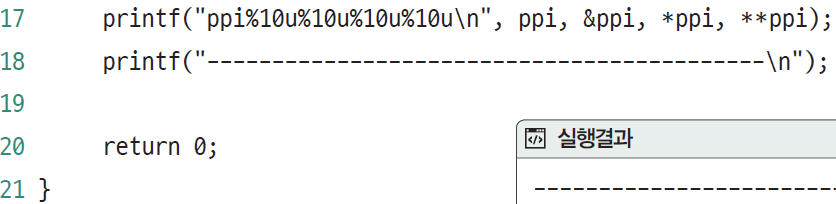 17 printf("ppi%10u%10u%10u%10u\n", ppi, &ppi, *ppi, **ppi);
18 printf("-------------------------------------------\n");
19
20 return 0;
21 }
실행결과
------------------------